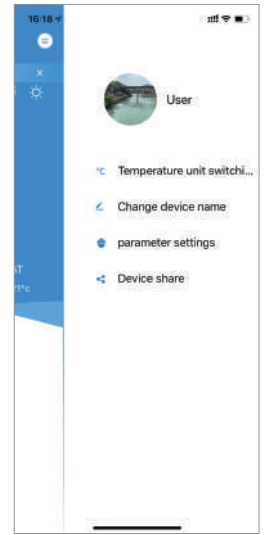 16:18
×
User
°C Temperature unit switchi...
Change device name
parameter settings
Device share